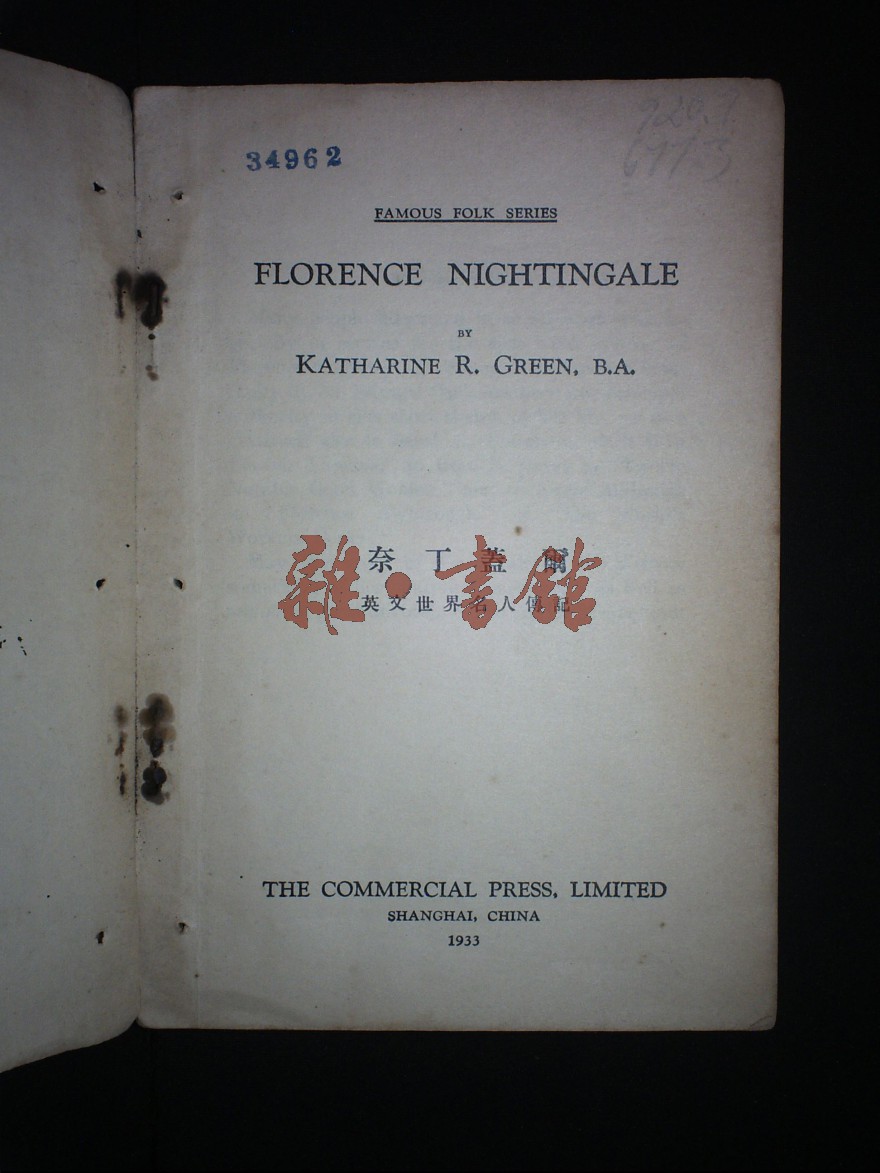 34962
FAMOUS FOLK SERIES
FLORENCE NIGHTINGALE
BY
KATHARINE R. GREEN, B.A.
奈丁蓋爾
英文世界名人傳記
雜·書館
THE COMMERCIAL PRESS, LIMITED
SHANGHAI, CHINA
1933